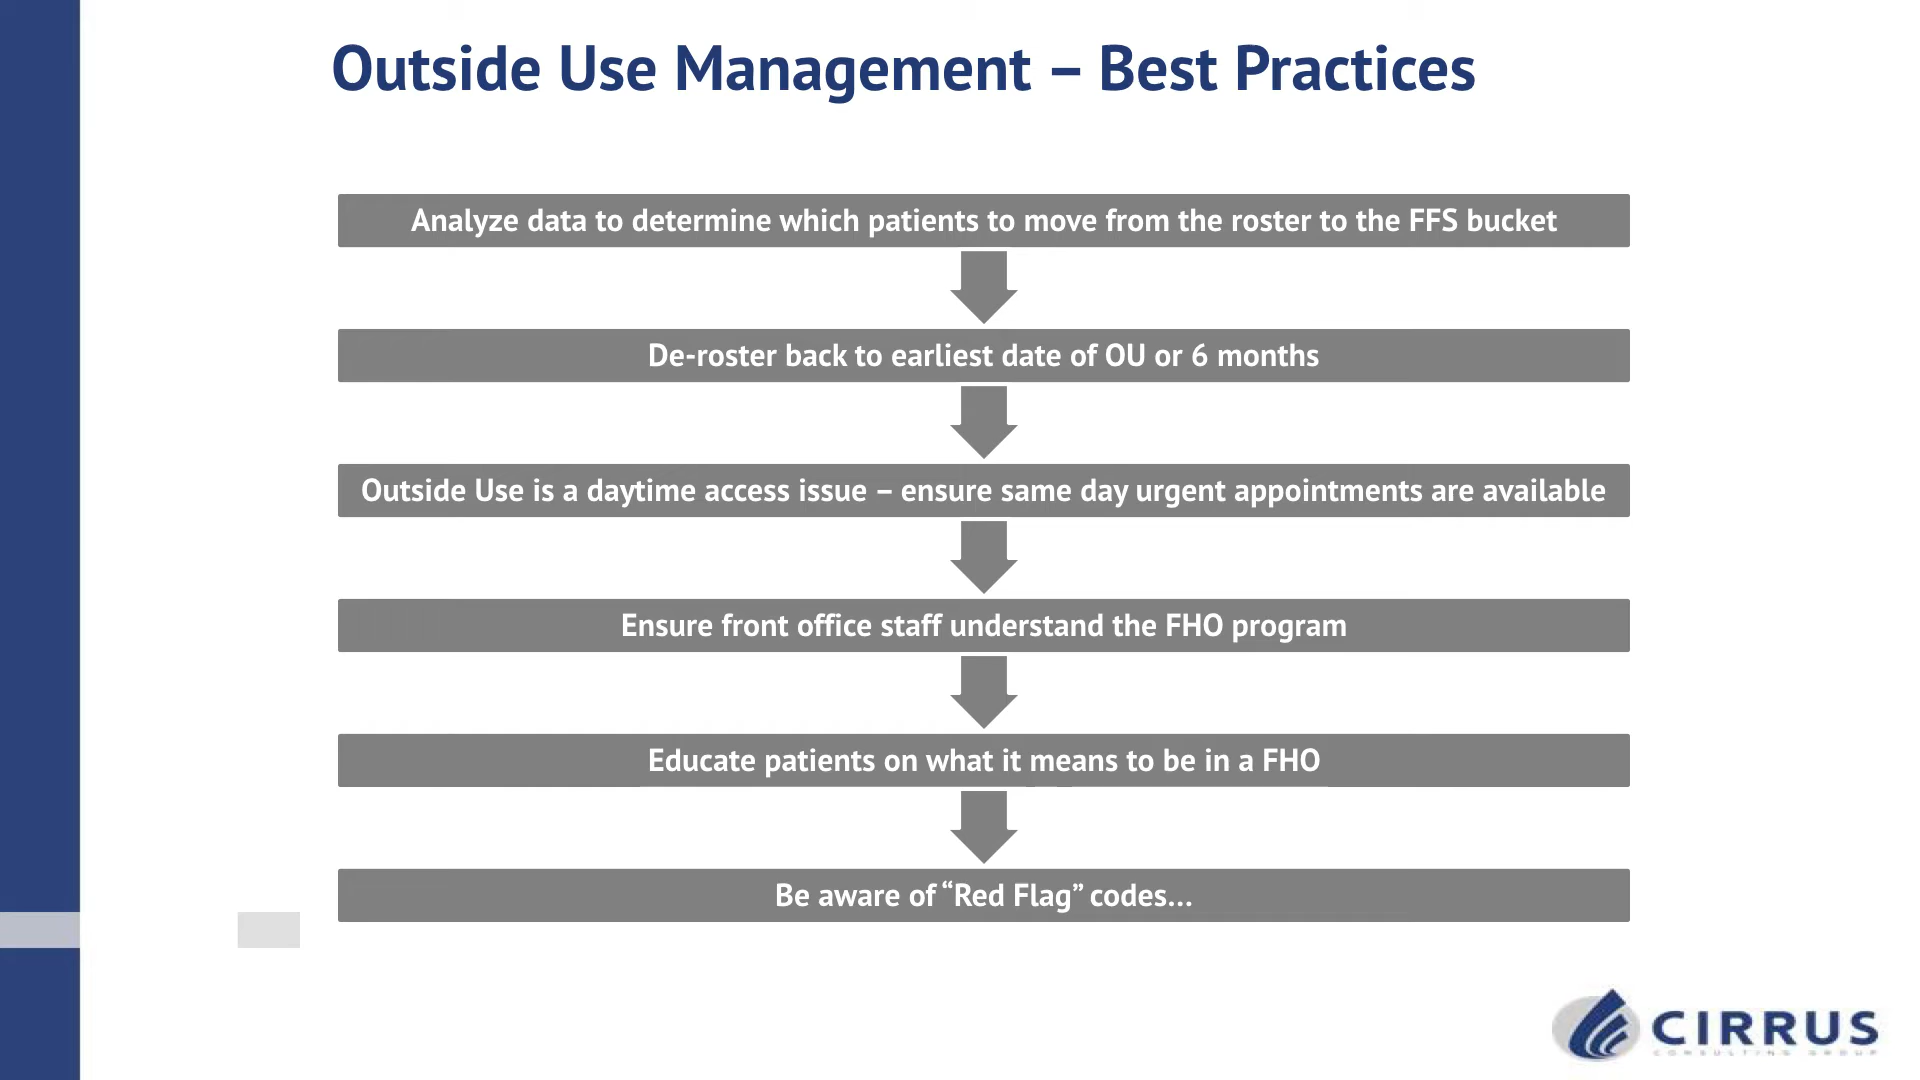 Outside Use Management – Best Practices
Analyze data to determine which patients to move from the roster to the FFS bucket
De-roster back to earliest date of OU or 6 months
Outside Use is a daytime access issue – ensure same day urgent appointments are available
Ensure front office staff understand the FHO program
Educate patients on what it means to be in a FHO
Be aware of “Red Flag” codes...
CIRRUS
CONSULTING GROUP